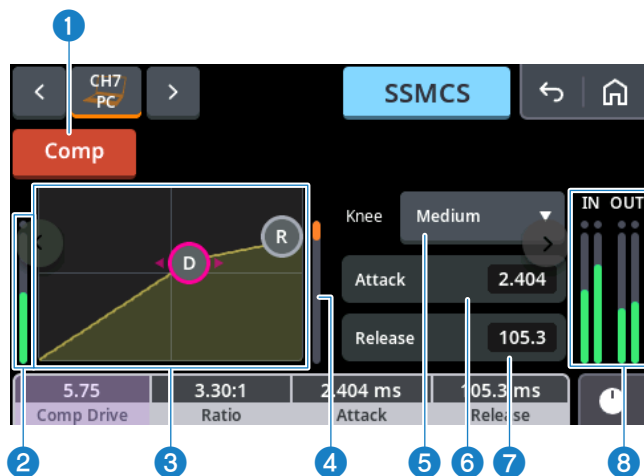 1
CH7
PC
SSMCS
Comp
IN OUT
Knee Medium
R
D
Attack 2.404
Release 105.3
5.75 3.30:1 2.404 ms 105.3 ms
Comp Drive Ratio Attack Release
2 3 4 5 6 7 8